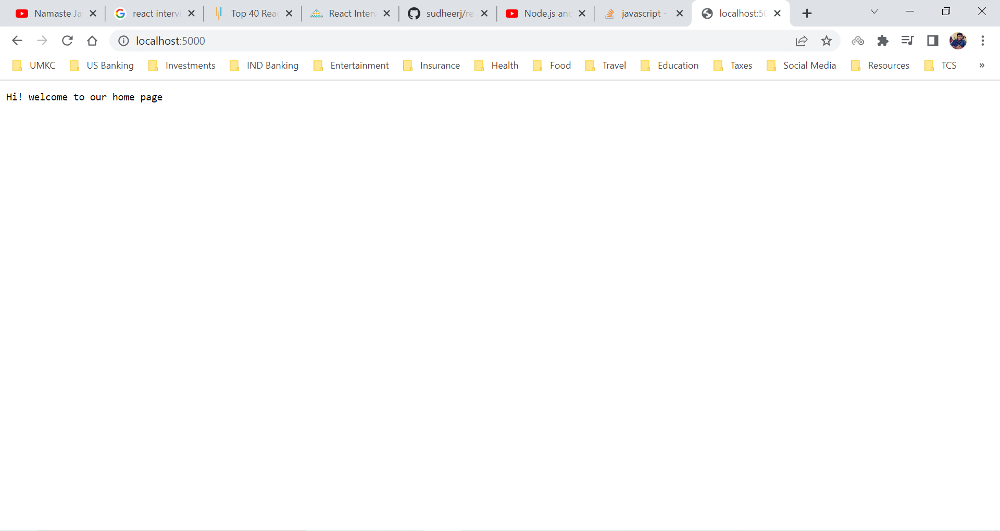 Namaste Ja
react intervi
Top 40 Reac
React Interv
sudheerj/re
Node.js and
javascript -
localhost:50
localhost:5000
UMKC
US Banking
Investments
IND Banking
Entertainment
Insurance
Health
Food
Travel
Education
Taxes
Social Media
Resources
TCS
»
Hi! welcome to our home page